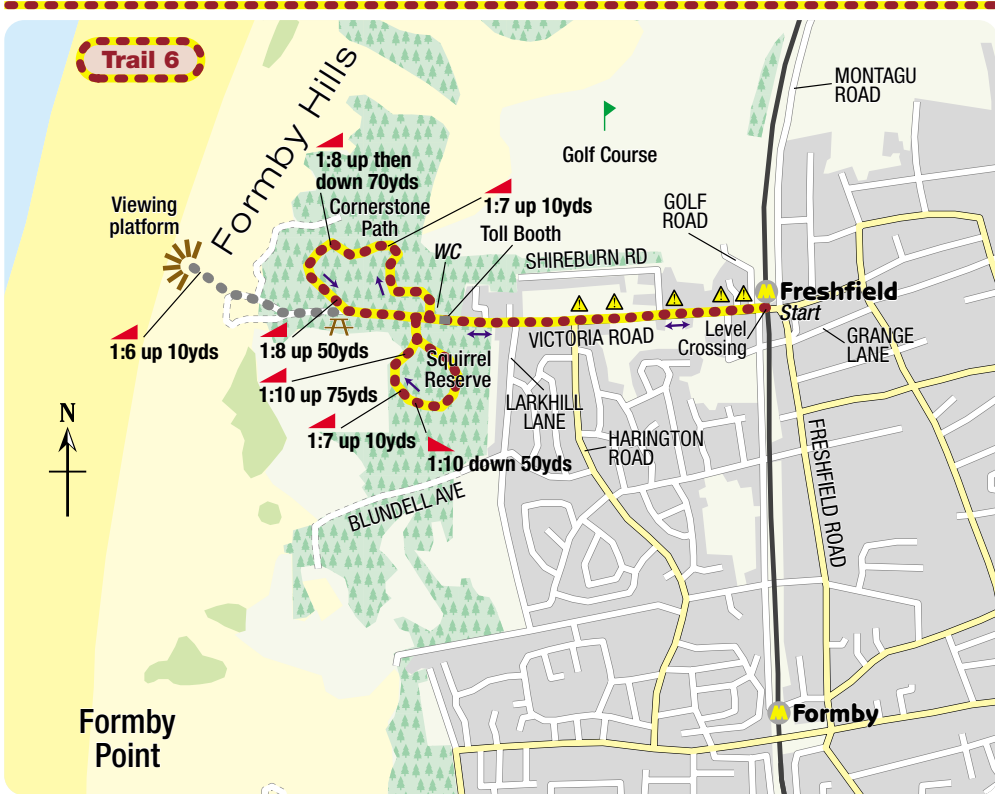 Trail 6
Formby Hills
MONTAGU
ROAD
1:8 up then
down 70yds
Golf Course
Viewing
platform
Cornerstone
Path
1:7 up 10yds
Toll Booth
GOLF
ROAD
WC
SHIREBURN RD
Freshfield
Start
1:6 up 10yds
1:8 up 50yds
VICTORIA ROAD
Level
Crossing
GRANGE
LANE
Squirrel
Reserve
1:10 up 75yds
LARKHILL
LANE
N
1:7 up 10yds
HARINGTON
ROAD
FRESHFIELD ROAD
1:10 down 50yds
BLUNDELL AVE
Formby
Point
Formby